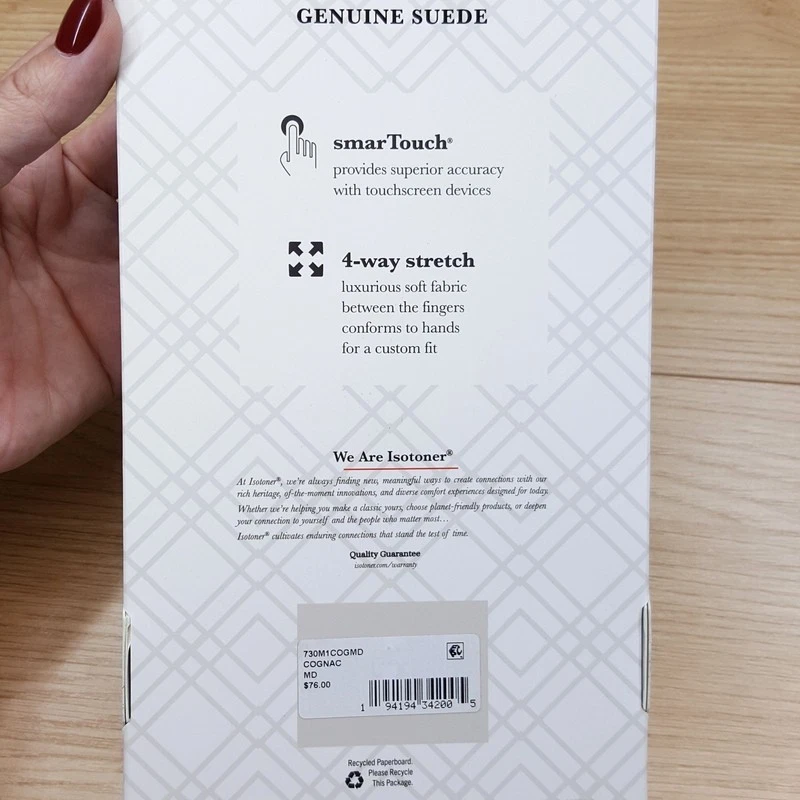 GENUINE SUEDE
smarTouch®
provides superior accuracy
with touchscreen devices
4-way stretch
luxurious soft fabric
between the fingers
conforms to hands
for a custom fit
We Are Isotoner®
At Isotoner®, we're always finding new, meaningful ways to create connections with our
rich heritage, of-the-moment innovations, and diverse comfort experiences designed for today.
Whether we're helping you make a classic yours, choose planet-friendly products, or deepen
your connection to yourself and the people who matter most…
Isotoner® cultivates enduring connections that stand the test of time.
Quality Guarantee
isotoner.com/warranty
730M1COGMD
COGNAC
MD
$76.00
1 94194 34200 5
Recycled Paperboard.
Please Recycle
This Package.